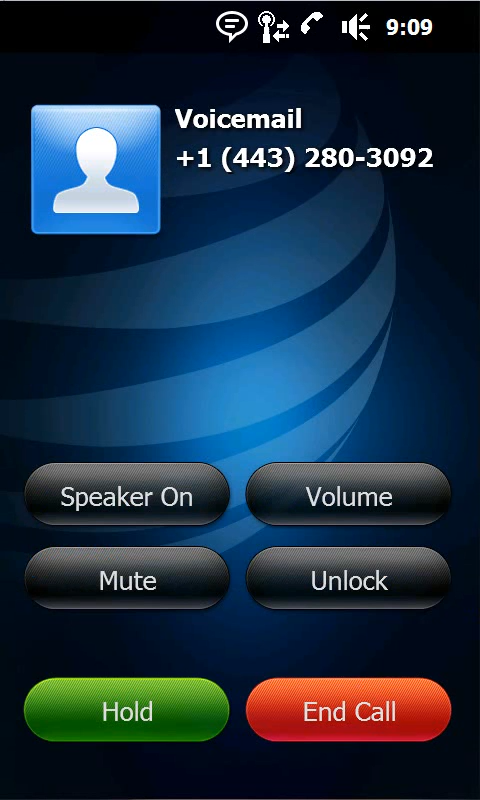 9:09
Voicemail
+1 (443) 280-3092
Speaker On
Volume
Mute
Unlock
Hold
End Call